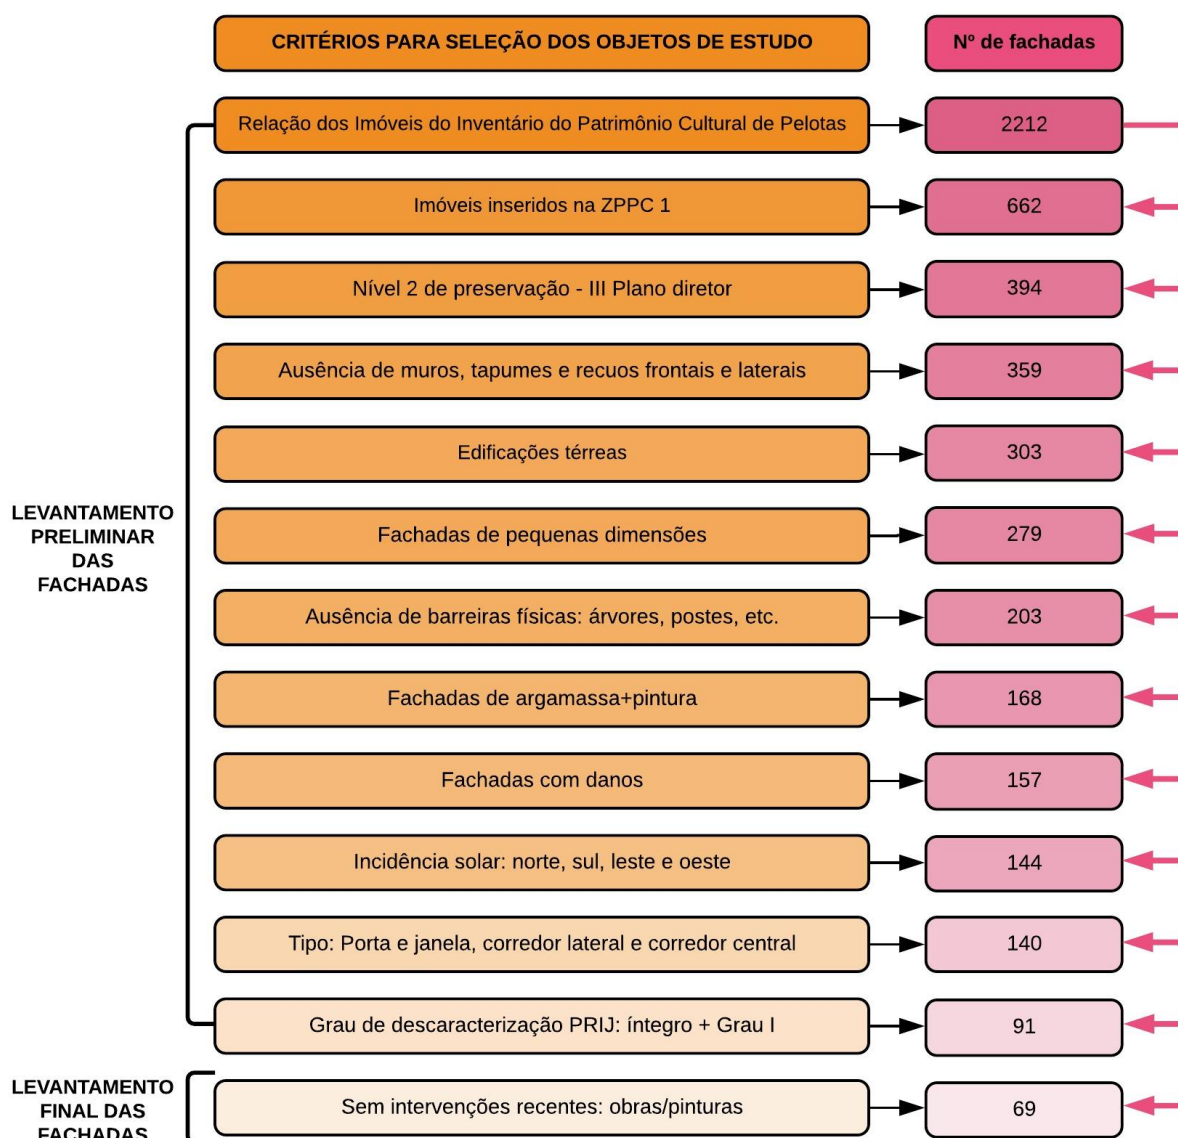 CRITÉRIOS PARA SELEÇÃO DOS OBJETOS DE ESTUDO
N° de fachadas
Relação dos Imóveis do Inventário do Patrimônio Cultural de Pelotas
2212
Imóveis inseridos na ZPPC 1
662
Nível 2 de preservação - III Plano diretor
394
Ausência de muros, tapumes e recuos frontais e laterais
359
Edificações térreas
303
LEVANTAMENTO
PRELIMINAR
DAS
FACHADAS
Fachadas de pequenas dimensões
279
Ausência de barreiras físicas: árvores, postes, etc.
203
Fachadas de argamassa+pintura
168
Fachadas com danos
157
Incidência solar: norte, sul, leste e oeste
144
Tipo: Porta e janela, corredor lateral e corredor central
140
Grau de descaracterização PRIJ: íntegro + Grau I
91
LEVANTAMENTO
FINAL DAS
FACHADAS
Sem intervenções recentes: obras/pinturas
69